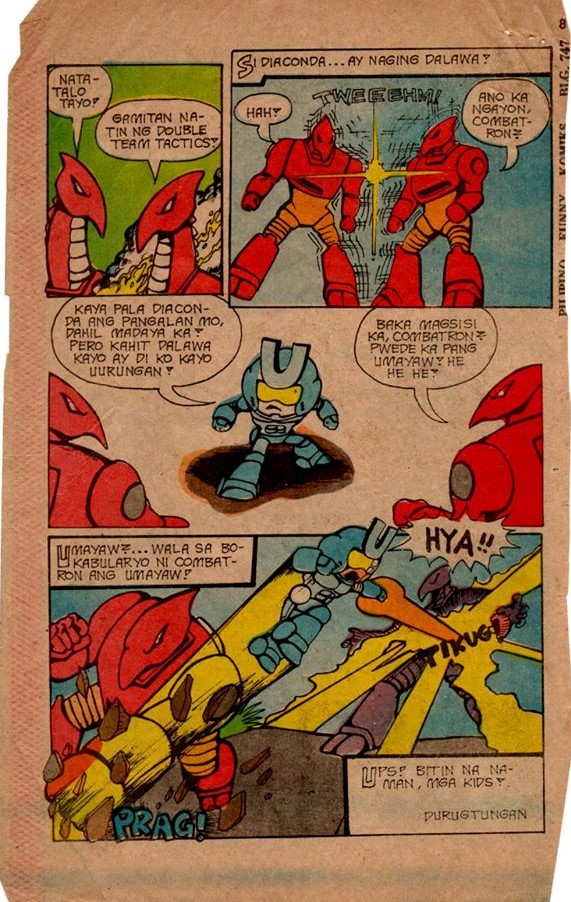 8
PILIPINO FUNNY KOMIKS BLG. 747
NATA-
TALO
TAYO!
GAMITAN NA-
TIN NG DOUBLE
TEAM TACTICS!
SI DIACONDA...AY NAGING DALAWA!
HAH?
TWEEEHM!
ANO KA
NGAYON,
COMBAT-
RON?
KAYA PALA DIACON-
DA ANG PANGALAN MO,
DAHIL MADAYA KA!
PERO KAHIT DALAWA
KAYO AY DI KO KAYO
UURUNGAN!
BAKA MAGSISI
KA, COMBATRON?
PWEDE KA PANG
UMAYAW! HE
HE HE!
UMAYAW?...WALA SA BO-
KABULARYO NI COMBAT-
RON ANG UMAYAW!
HYA!!
TIKUGS
PRAG!
UPS! BITIN NA NA-
MAN, MGA KIDS!
DURUGTUNGAN